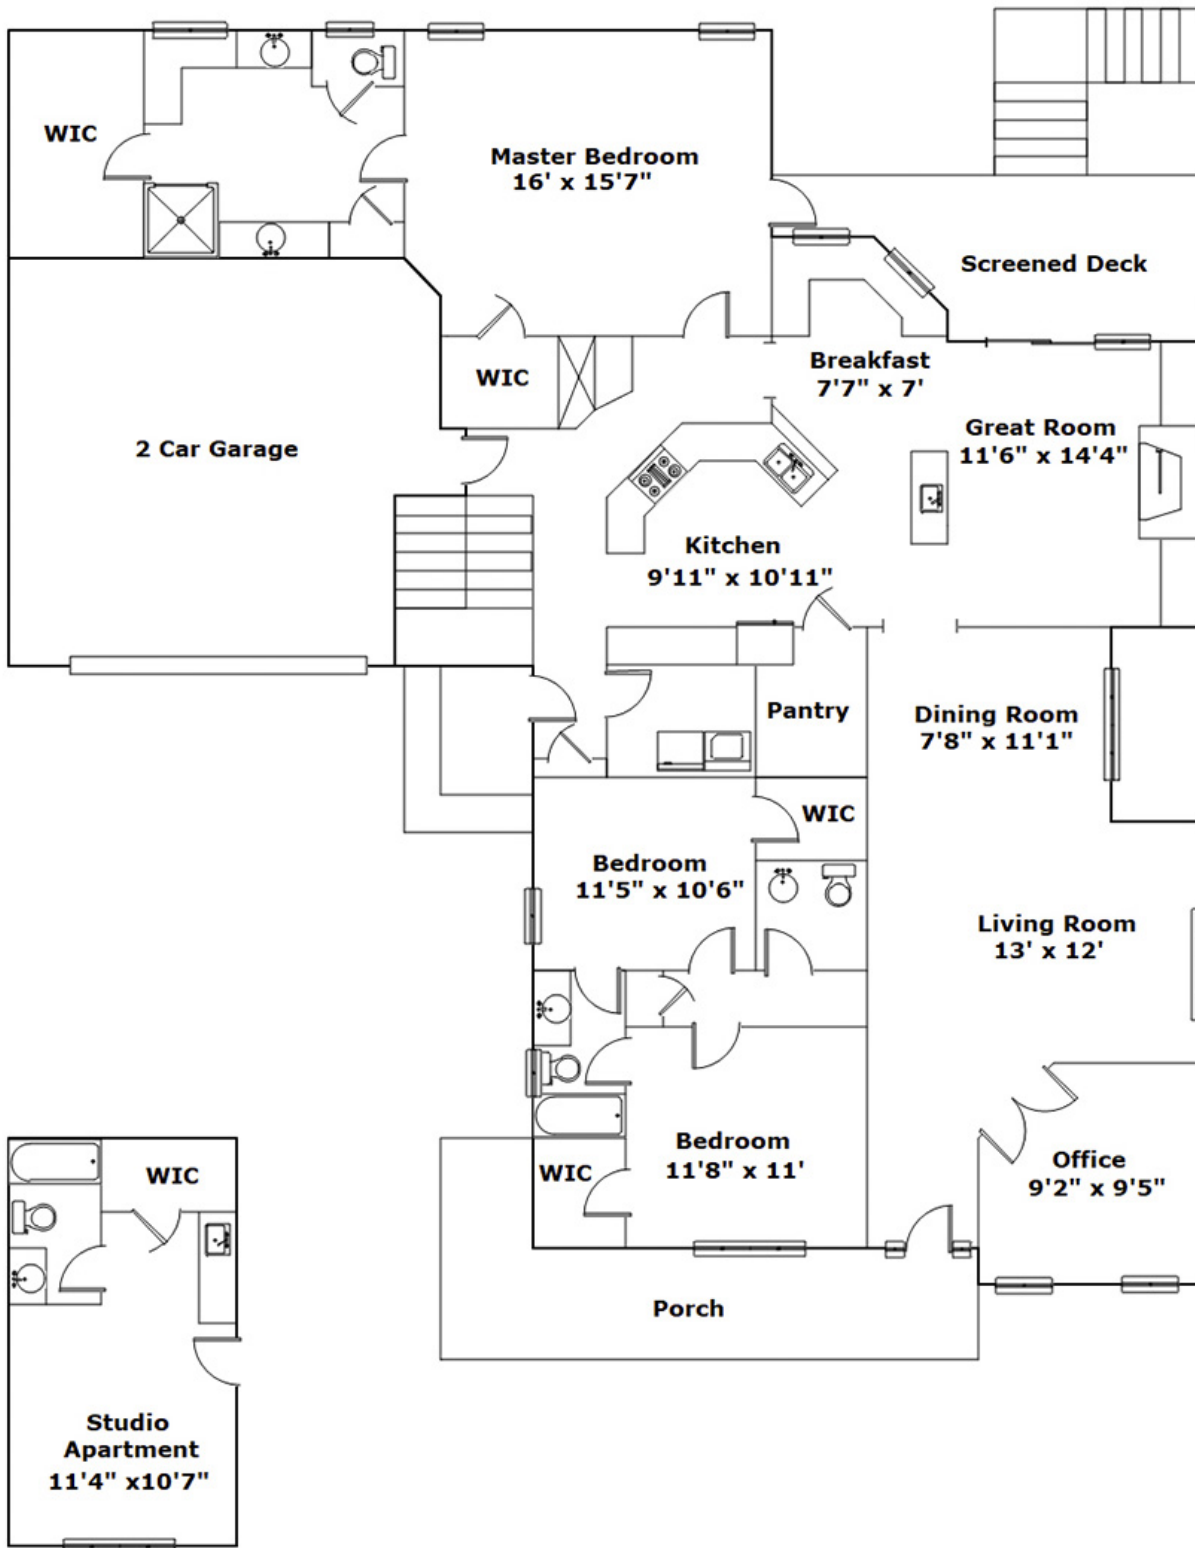 WIC
Master Bedroom
16' x 15'7"
Screened Deck
Breakfast
7'7" x 7'
WIC
2 Car Garage
Great Room
11'6" x 14'4"
Kitchen
9'11" x 10'11"
Pantry
Dining Room
7'8" x 11'1"
WIC
Bedroom
11'5" x 10'6"
Living Room
13' x 12'
Bedroom
11'8" x 11'
WIC
Office
9'2" x 9'5"
WIC
Porch
Studio
Apartment
11'4" x10'7"